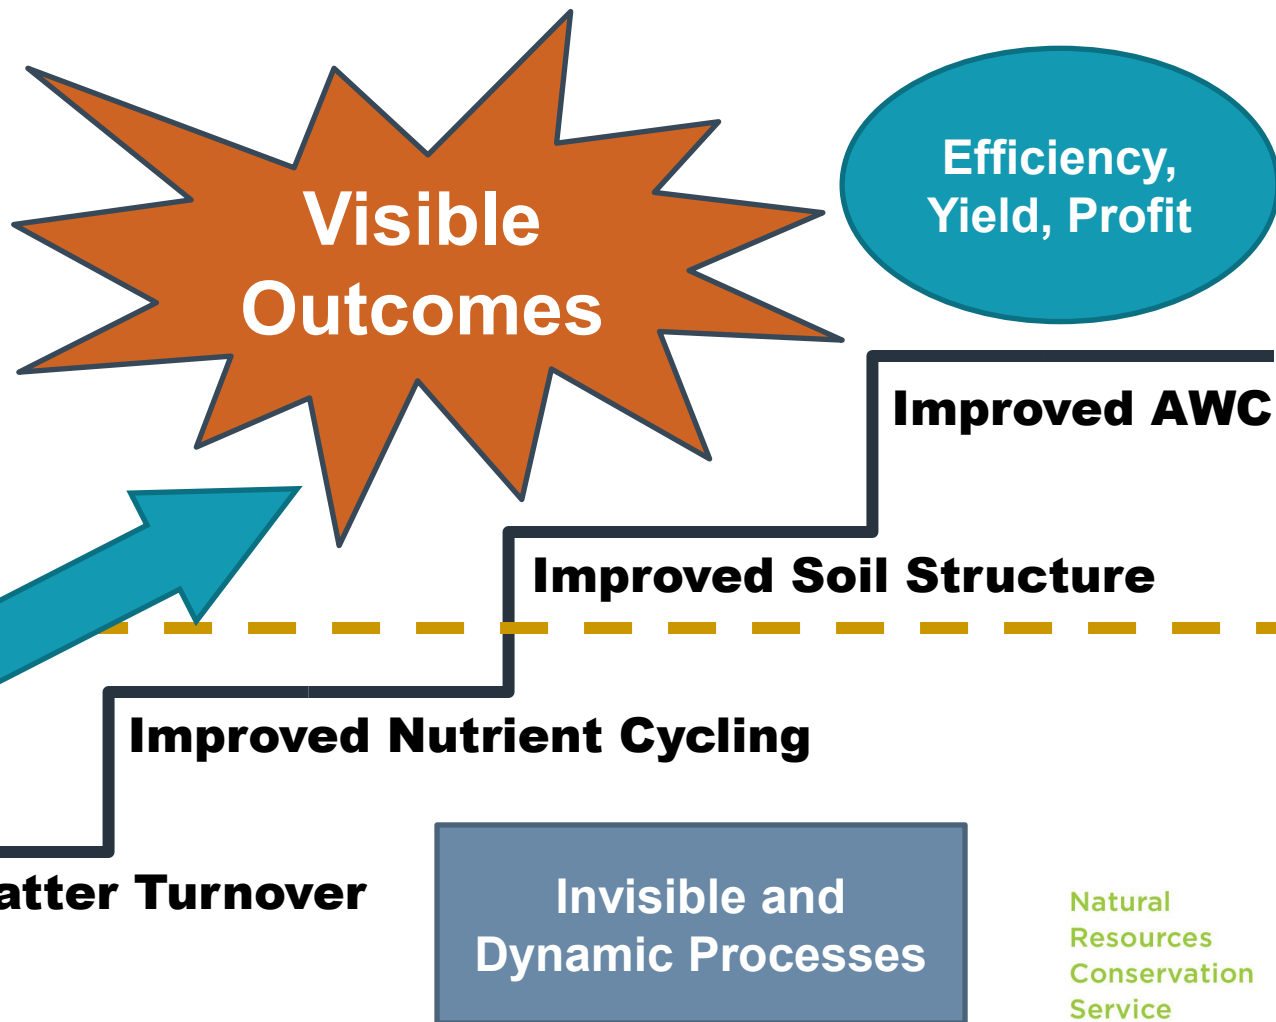 Visible
Outcomes
Efficiency,
Yield, Profit
Improved AWC
Improved Soil Structure
Improved Nutrient Cycling
Turnover
Invisible and
Dynamic Processes
Natural
Resources
Conservation
Service